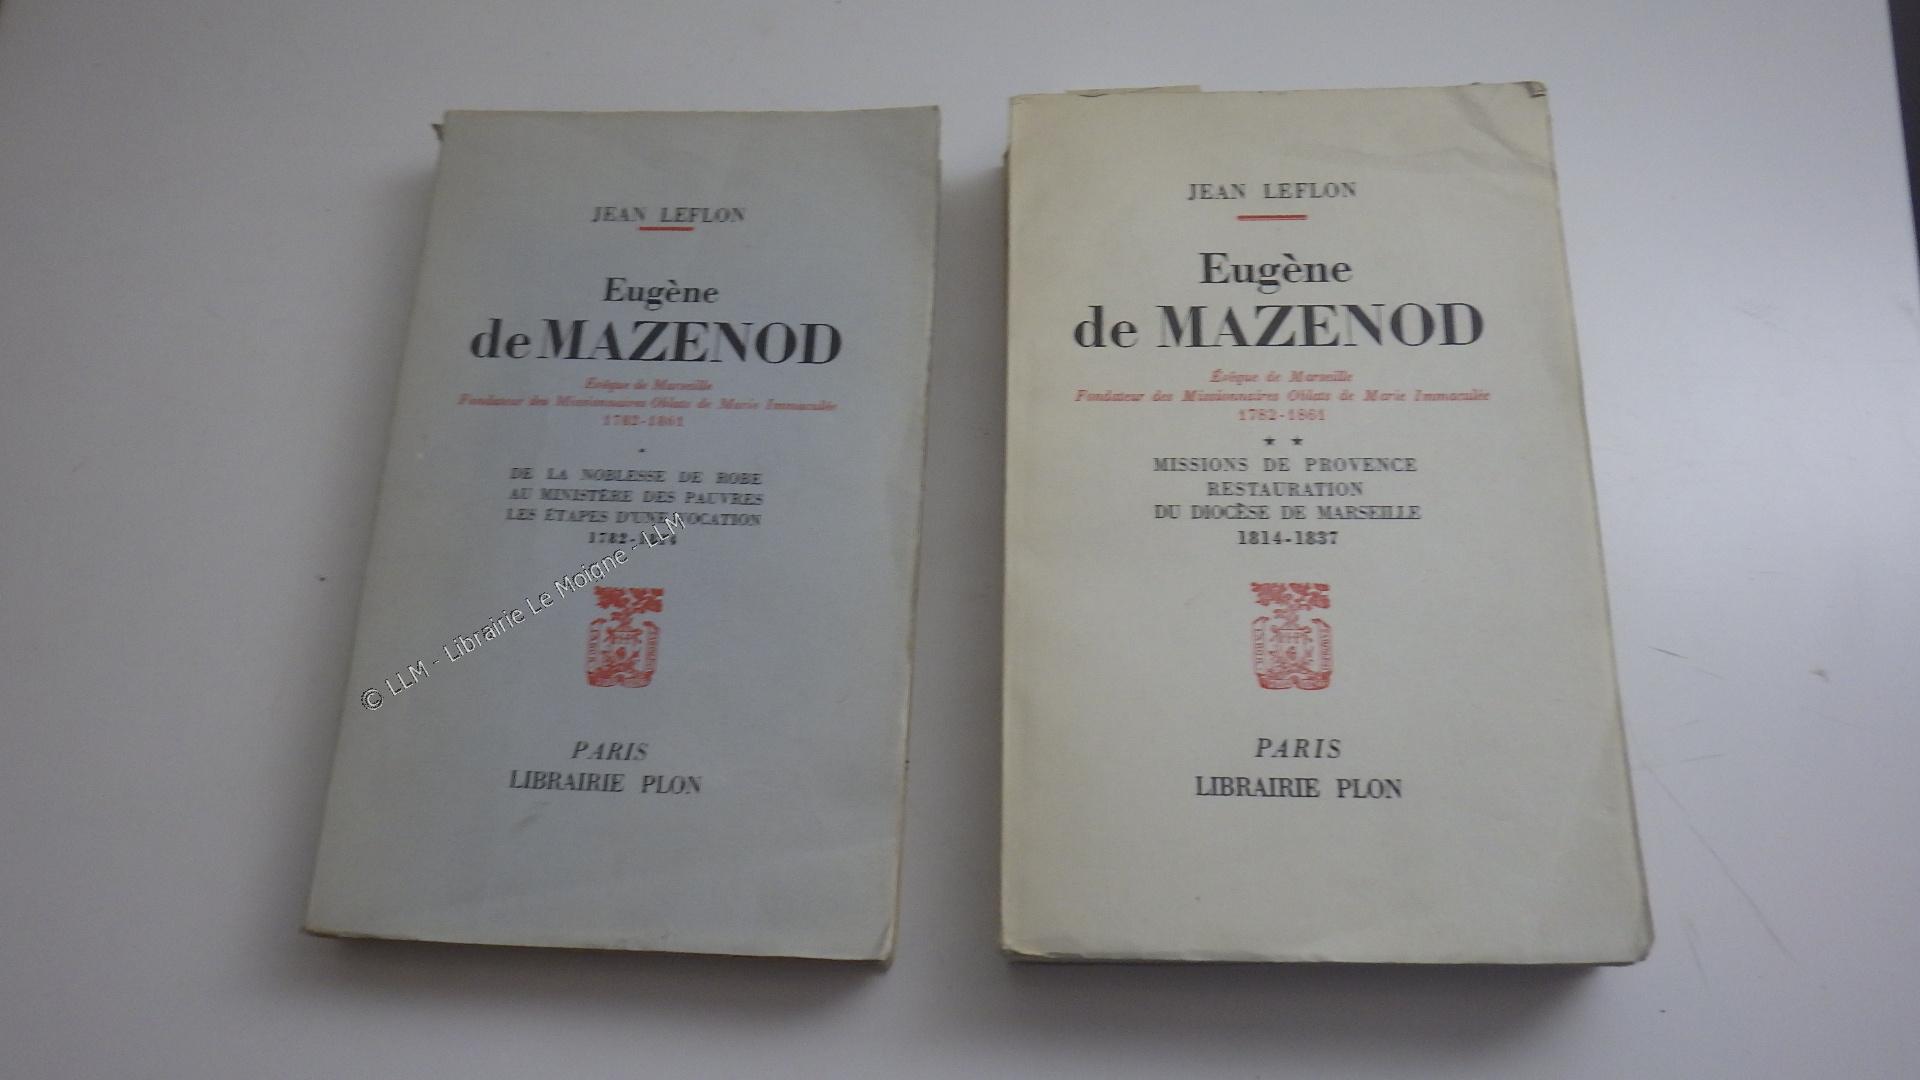 JEAN LEFLON
Eugène
de MAZENOD
Évêque de Marseille
Fondateur des Missionnaires Oblats de Marie Immaculée
1782-1861
DE LA NOBLESSE DE ROBE
AU MINISTÈRE DES PAUVRES
LES ÉTAPES D'UNE VOCATION
1782-1814
PARIS
LIBRAIRIE PLON
© LLM - Librairie Le Moigne - LLM
JEAN LEFLON
Eugène
de MAZENOD
Évêque de Marseille
Fondateur des Missionnaires Oblats de Marie Immaculée
1782-1861
★ ★
MISSIONS DE PROVENCE
RESTAURATION
DU DIOCÈSE DE MARSEILLE
1814-1837
PARIS
LIBRAIRIE PLON